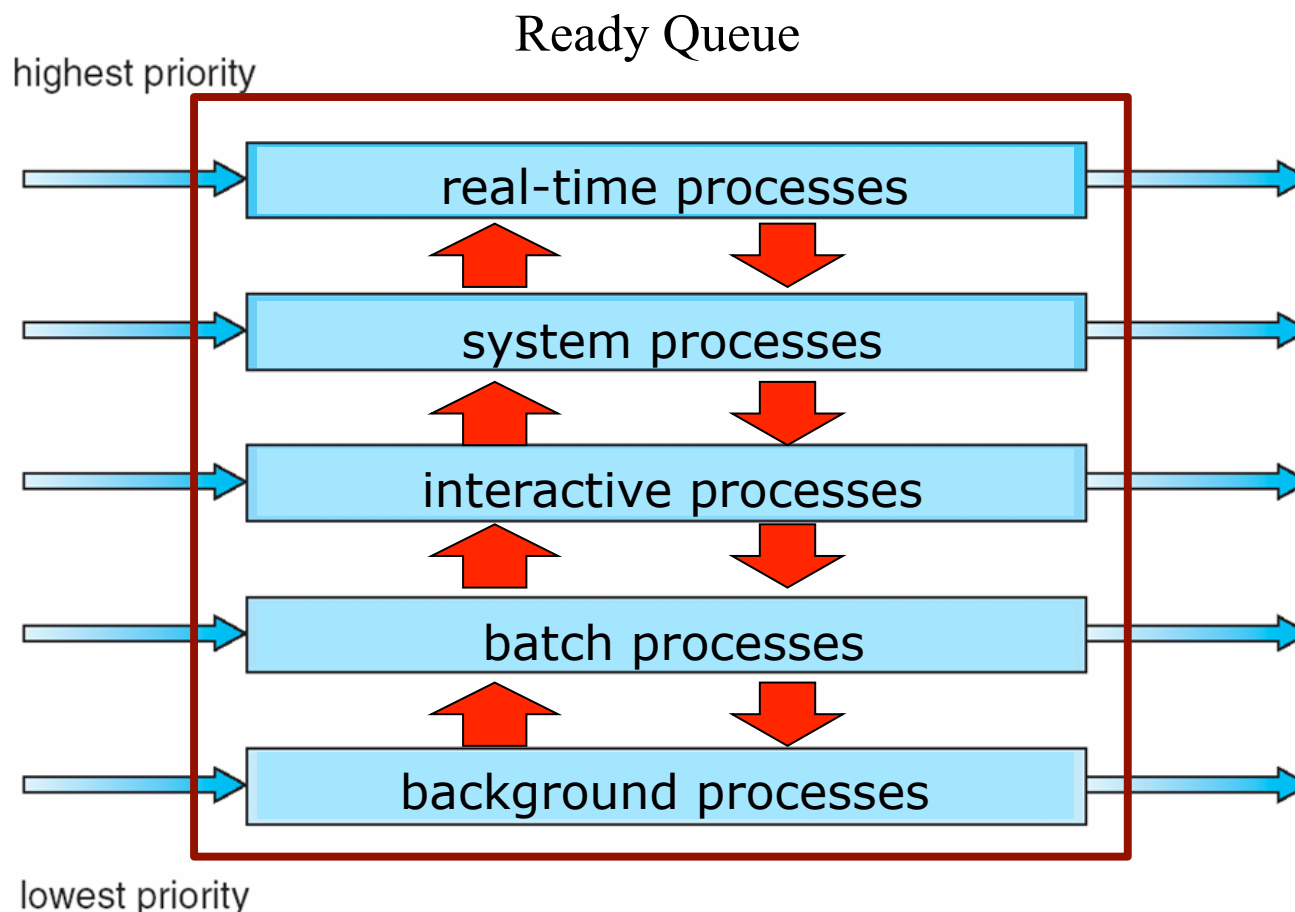 Ready Queue
highest priority
real-time processes
system processes
interactive processes
batch processes
background processes
lowest priority